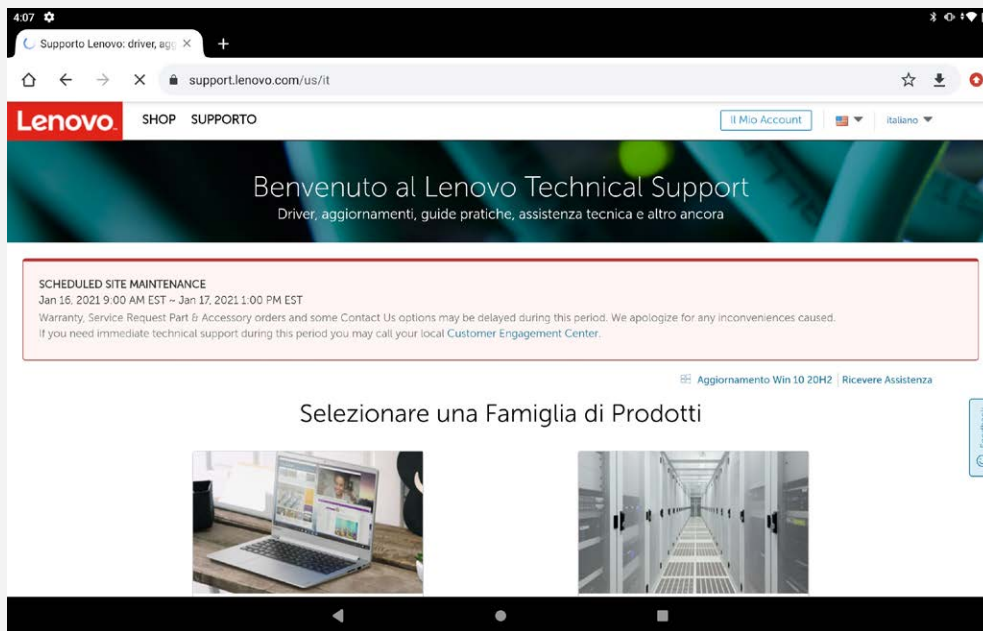 4:07
Supporto Lenovo: driver, agg
support.lenovo.com/us/it
Lenovo
SHOP SUPPORTO
Il Mio Account
italiano
Benvenuto al Lenovo Technical Support
Driver, aggiornamenti, guide pratiche, assistenza tecnica e altro ancora
SCHEDULED SITE MAINTENANCE
Jan 16, 2021 9:00 AM EST ~ Jan 17, 2021 1:00 PM EST
Warranty, Service Request Part & Accessory orders and some Contact Us options may be delayed during this period. We apologize for any inconveniences caused.
If you need immediate technical support during this period you may call your local Customer Engagement Center.
Aggiornamento Win 10 20H2 | Ricevere Assistenza
Selezionare una Famiglia di Prodotti